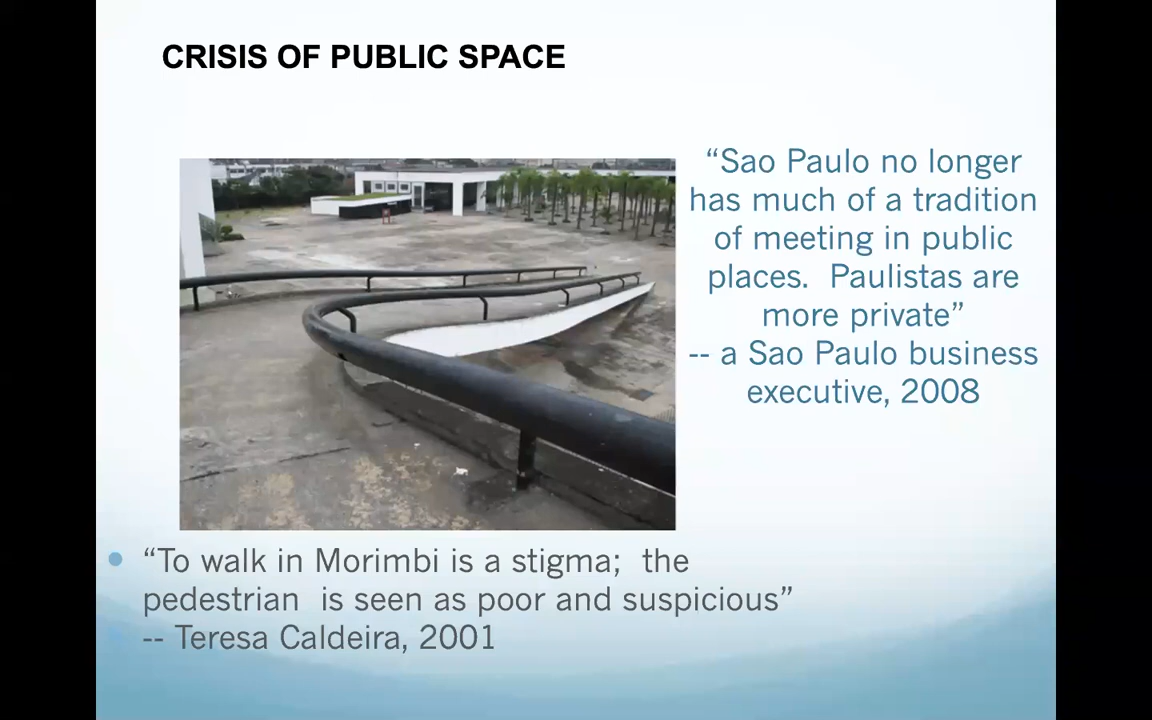 CRISIS OF PUBLIC SPACE
“Sao Paulo no longer
has much of a tradition
of meeting in public
places.  Paulistas are
more private”
-- a Sao Paulo business
executive, 2008
“To walk in Morimbi is a stigma;  the
pedestrian  is seen as poor and suspicious”
-- Teresa Caldeira, 2001